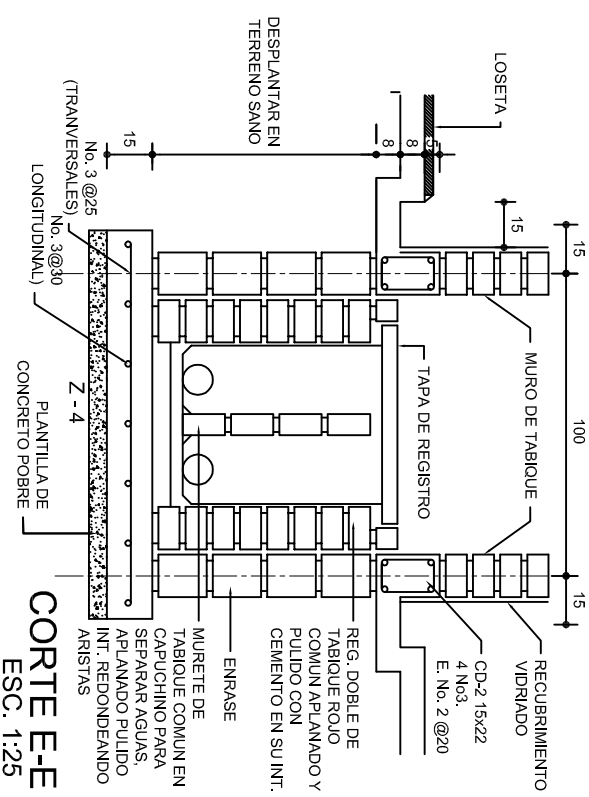 LOSETA
DESPLANTAR EN
TERRENO SANO
15
8
8
5
15
No. 3 @25
(TRANVERSALES)
No. 3@30
LONGITUDINAL)
15
100
15
MURO DE TABIQUE
TAPA DE REGISTRO
Z - 4
PLANTILLA DE
CONCRETO POBRE
RECUBRIMIENTO
VIDRIADO
CD-2 15x22
4 No3.
E. No. 2 @20
REG. DOBLE DE
TABIQUE ROJO
COMUN APLANADO Y
PULIDO CON
CEMENTO EN SU INT.
ENRASE
MURETE DE
TABIQUE COMUN EN
CAPUCHINO PARA
SEPARAR AGUAS,
APLANADO PULIDO
INT. REDONDEANDO
ARISTAS
CORTE E-E
ESC. 1:25